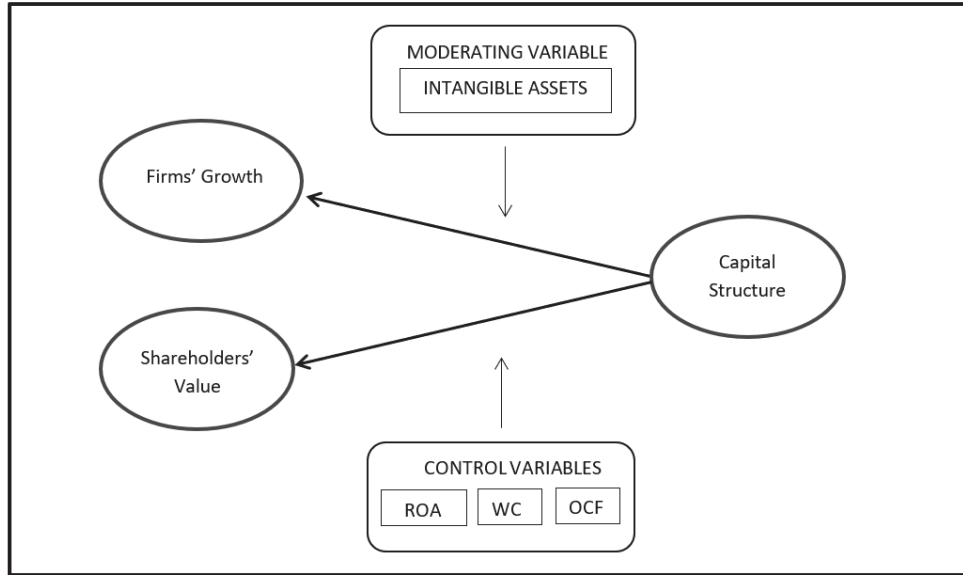 MODERATING VARIABLE
INTANGIBLE ASSETS
Firms’ Growth
Capital
Structure
Shareholders’
Value
CONTROL VARIABLES
ROA
WC
OCF